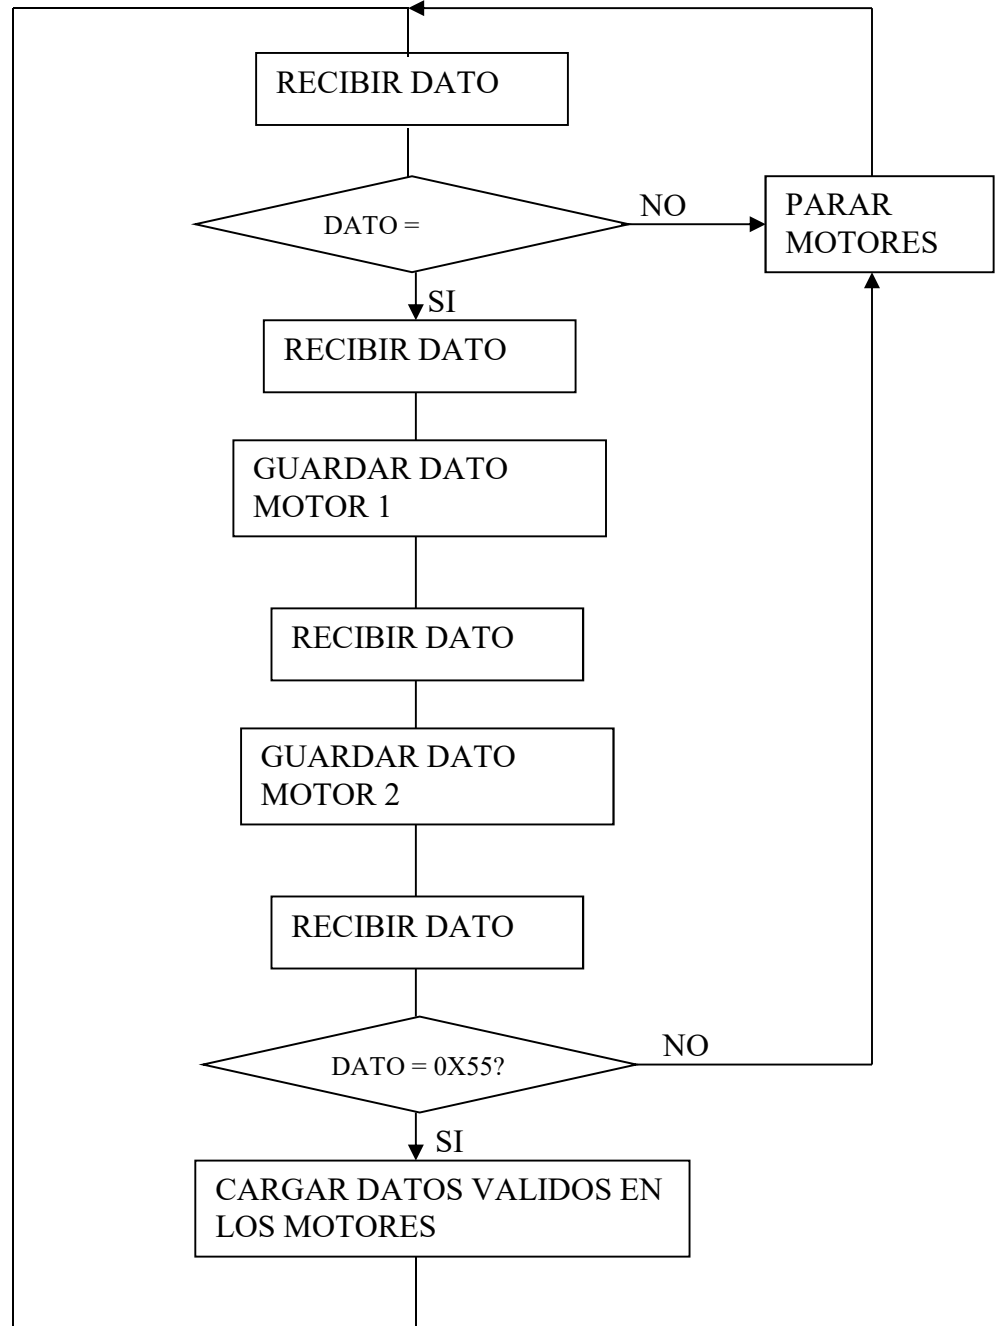 RECIBIR DATO
DATO =
NO
PARAR
MOTORES
SI
RECIBIR DATO
GUARDAR DATO
MOTOR 1
RECIBIR DATO
GUARDAR DATO
MOTOR 2
RECIBIR DATO
DATO = 0X55?
NO
SI
CARGAR DATOS VALIDOS EN
LOS MOTORES